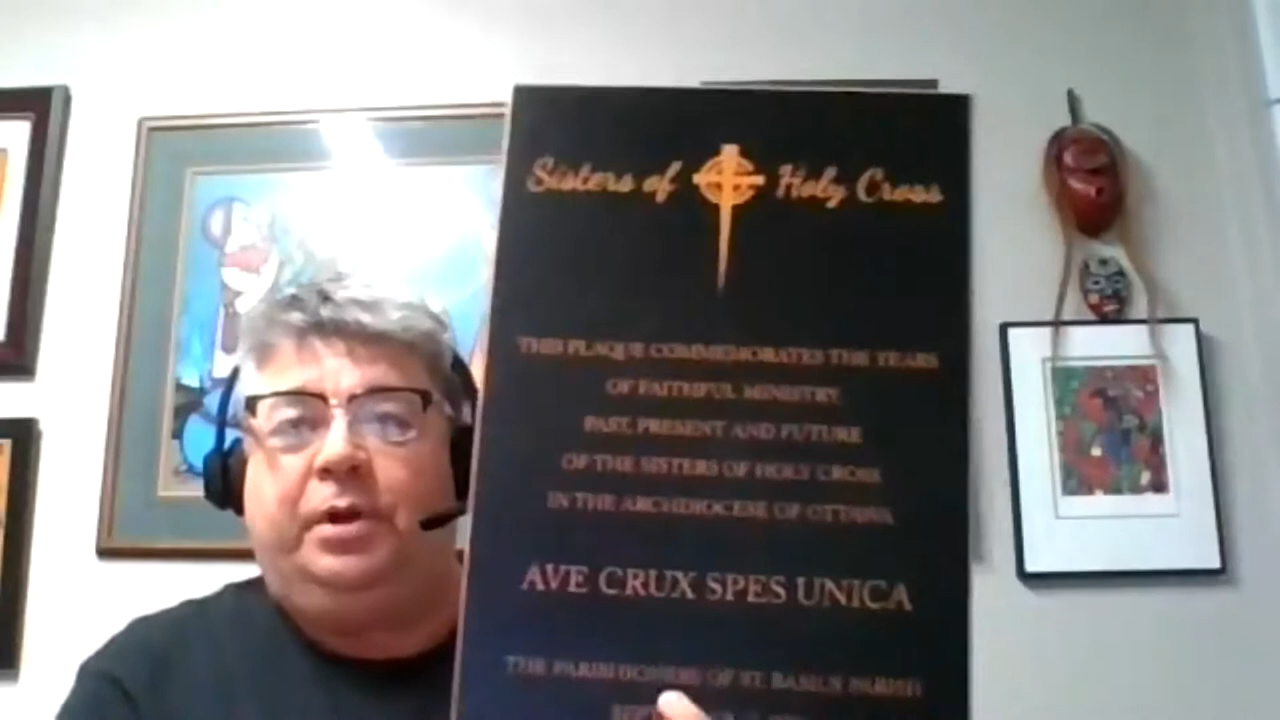 Sisters of Holy Cross
THIS PLAQUE COMMEMORATES THE YEARS
OF FAITHFUL MINISTRY,
PAST, PRESENT AND FUTURE
OF THE SISTERS OF HOLY CROSS
IN THE ARCHDIOCESE OF OTTAWA
AVE CRUX SPES UNICA
THE PARISHIONERS OF ST. BASIL'S PARISH